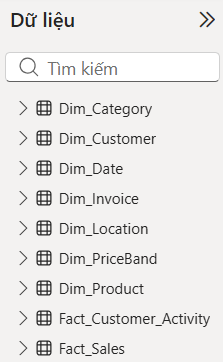 Dữ liệu
Tìm kiếm
Dim_Category
Dim_Customer
Dim_Date
Dim_Invoice
Dim_Location
Dim_PriceBand
Dim_Product
Fact_Customer_Activity
Fact_Sales